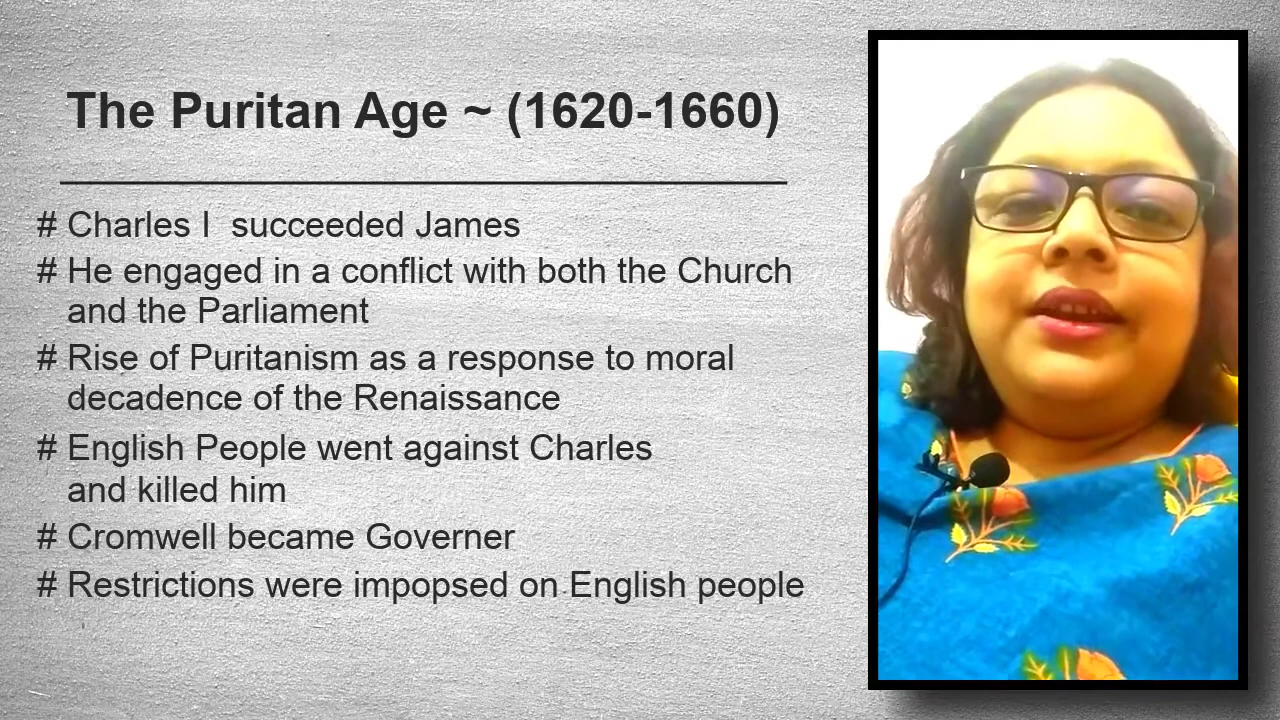 The Puritan Age ~ (1620-1660)
# Charles I  succeeded James
# He engaged in a conflict with both the Church
and the Parliament
# Rise of Puritanism as a response to moral
decadence of the Renaissance
# English People went against Charles
and killed him
# Cromwell became Governer
# Restrictions were impopsed on English people